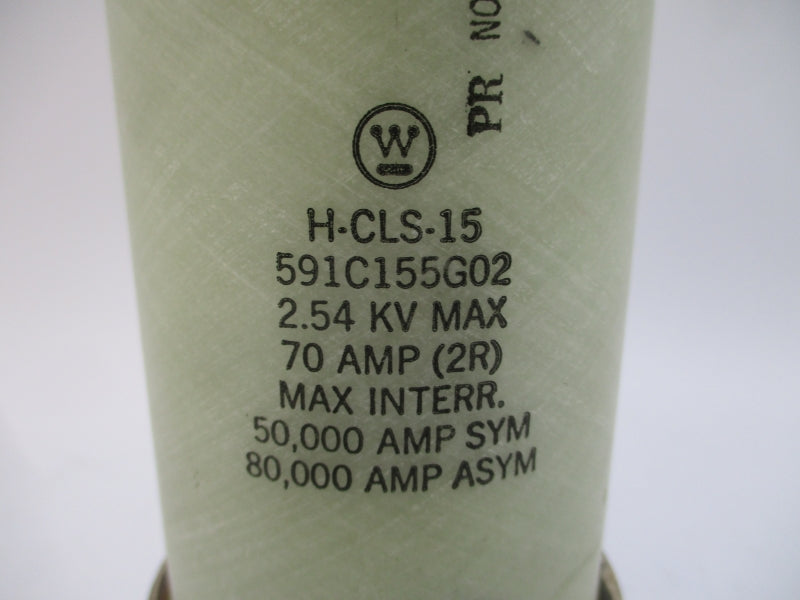 PR NO
W
H-CLS-15
591C155G02
2.54 KV MAX
70 AMP (2R)
MAX INTERR.
50,000 AMP SYM
80,000 AMP ASYM